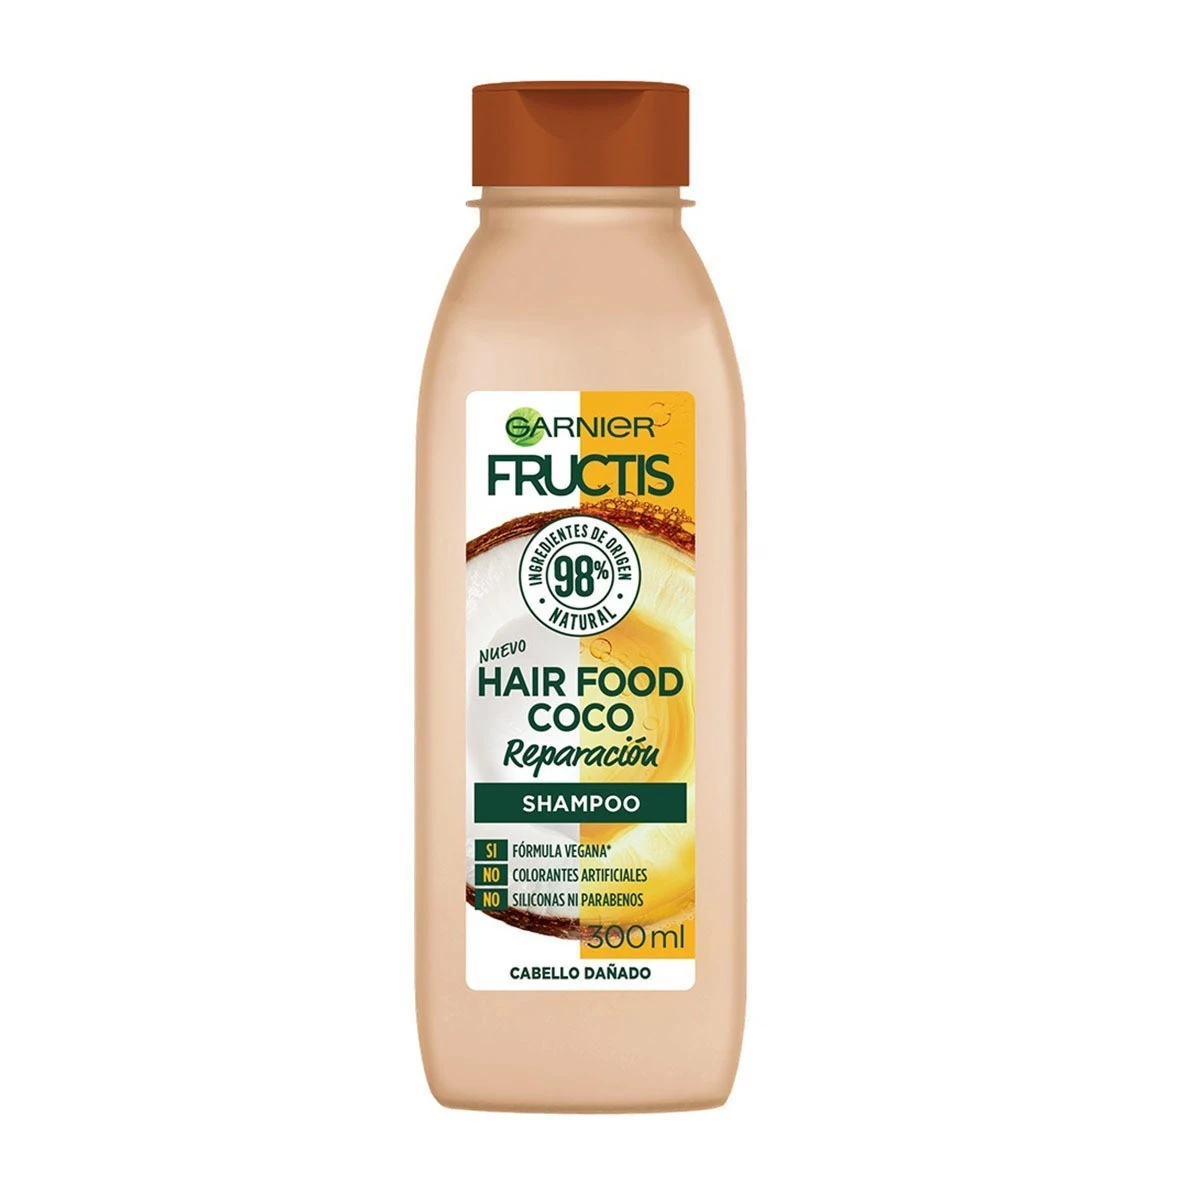 GARNIER
FRUCTIS
INGREDIENTES DE ORIGEN
98%
NATURAL
NUEVO
HAIR FOOD
COCO
Reparación
SHAMPOO
SI FÓRMULA VEGANA*
NO COLORANTES ARTIFICIALES
NO SILICONAS NI PARABENOS
300ml
CABELLO DAÑADO